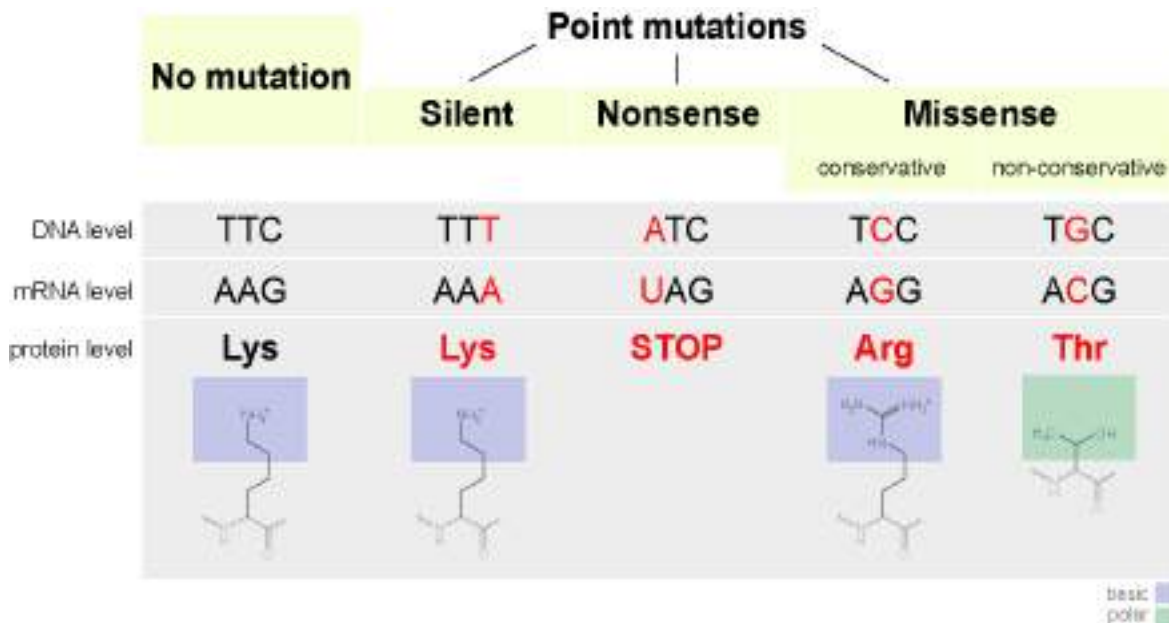 Point mutations
No mutation
Silent Nonsense Missense
conservative non-conservative
DNA level TTC TTT ATC TCC TGC
mRNA level AAG AAA UAG AGG ACG
protein level Lys Lys STOP Arg Thr
basic
polar